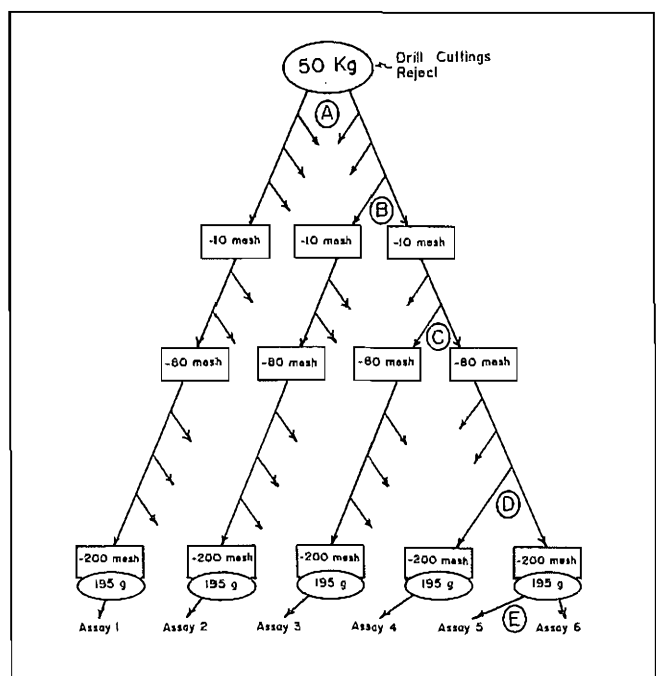 50 Kg
Drill Cuttings
Reject
A
B
-10 mesh
-10 mesh
-10 mesh
C
-60 mesh
-80 mesh
-60 mesh
-80 mesh
D
-200 mesh
-200 mesh
-200 mesh
-200 mesh
-200 mesh
195 g
195 g
195 g
195 g
195 g
E
Assay 1
Assay 2
Assay 3
Assay 4
Assay 5
Assay 6